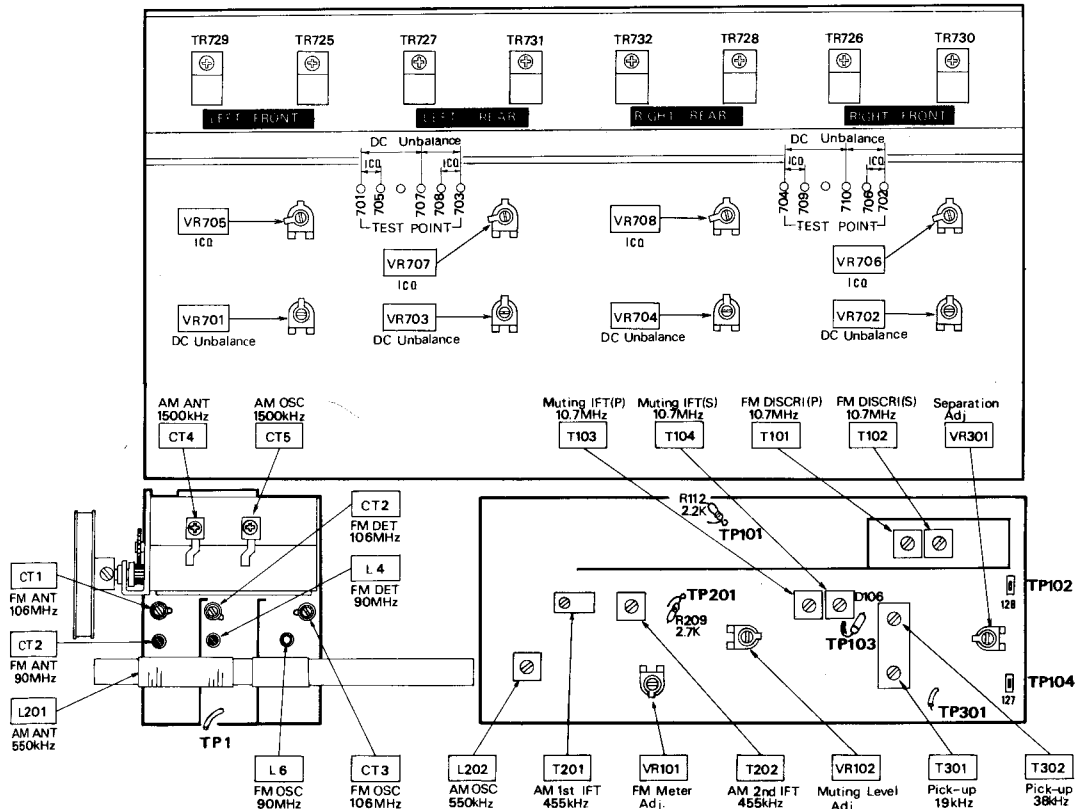 TR729 TR725 TR727 TR731 TR732 TR728 TR726 TR730
LEFT FRONT LEFT REAR RIGHT REAR RIGHT FRONT
DC Unbalance DC Unbalance
ICQ ICQ ICQ ICQ
701 705 707 708 703 704 709 710 706 702
TEST POINT TEST POINT
VR705
ICQ
VR707
ICQ
VR708
ICQ
VR706
ICQ
VR701
DC Unbalance
VR703
DC Unbalance
VR704
DC Unbalance
VR702
DC Unbalance
AM ANT
1500kHz
CT4
AM OSC
1500kHz
CT5
Muting IFT(P)
10.7MHz
T103
Muting IFT(S)
10.7MHz
T104
FM DISCRI(P)
10.7MHz
T101
FM DISCRI(S)
10.7MHz
T102
Separation
Adj
VR301
CT2
FM DET
106MHz
L4
FM DET
90MHz
CT1
FM ANT
106MHz
CT2
FM ANT
90MHz
L201
AM ANT
550kHz
TP1
L6
FM OSC
90MHz
CT3
FM OSC
106MHz
R112
2.2K
TP101
TP201
R209
2.7K
D106
TP103
TP102
128
TP104
127
TP301
L202
AM OSC
550kHz
T201
AM 1st IFT
455kHz
VR101
FM Meter
Adj.
T202
AM 2nd IFT
455kHz
VR102
Muting Level
Adj
T301
Pick-up
19kHz
T302
Pick-up
38kHz